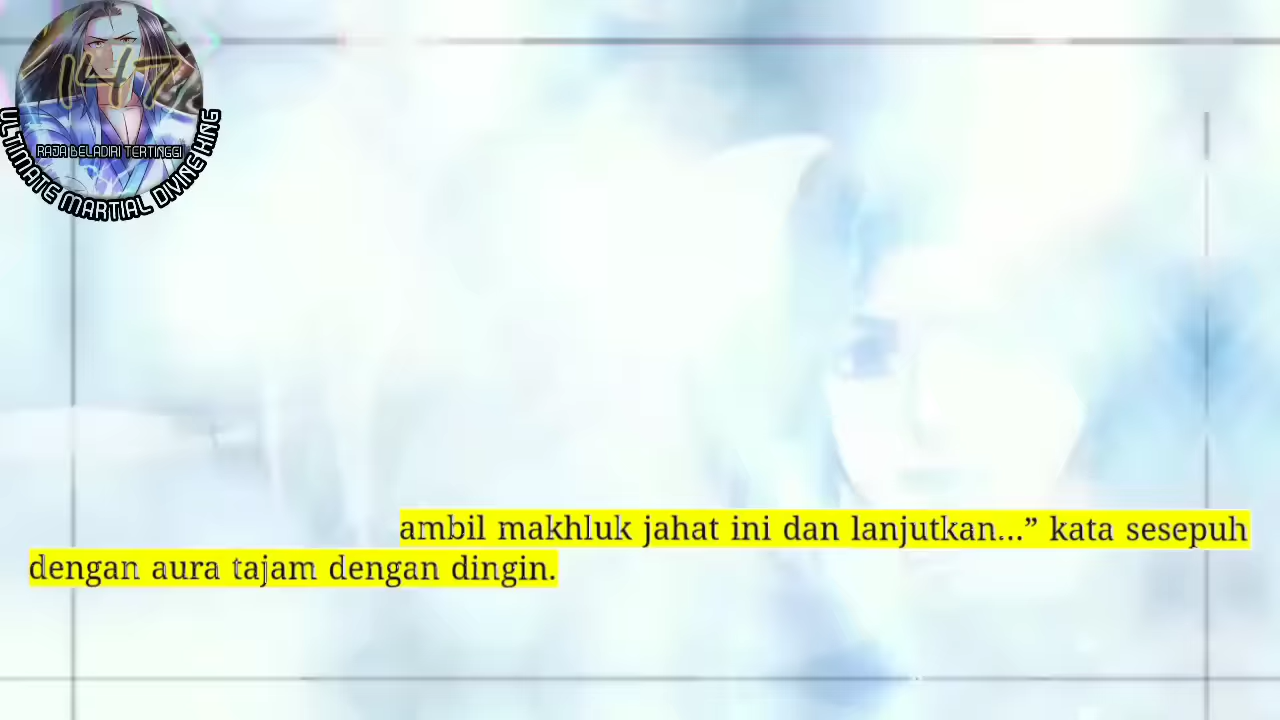 147
RAJA BELADIRI TERTINGGI
ULTIMATE MARTIAL DIVINE KING
ambil makhluk jahat ini dan lanjutkan...” kata sesepuh
dengan aura tajam dengan dingin.